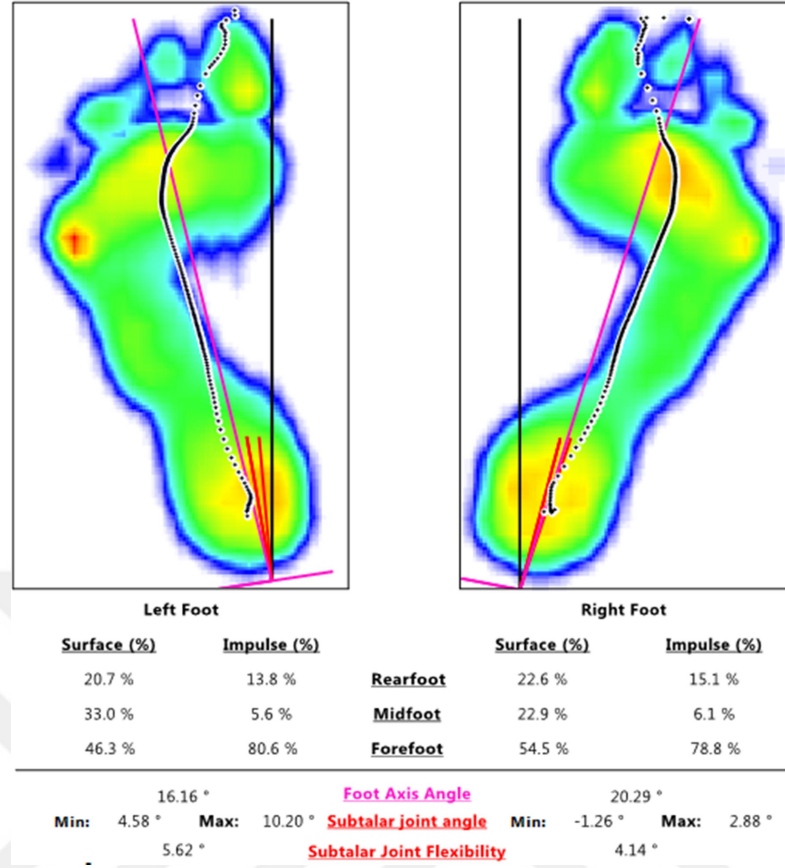 Left Foot Right Foot
Surface (%) Impulse (%) Surface (%) Impulse (%)
20.7 % 13.8 % Rearfoot 22.6 % 15.1 %
33.0 % 5.6 % Midfoot 22.9 % 6.1 %
46.3 % 80.6 % Forefoot 54.5 % 78.8 %
16.16 ° Foot Axis Angle 20.29 °
Min: 4.58 ° Max: 10.20 ° Subtalar joint angle Min: -1.26 ° Max: 2.88 °
5.62 ° Subtalar Joint Flexibility 4.14 °